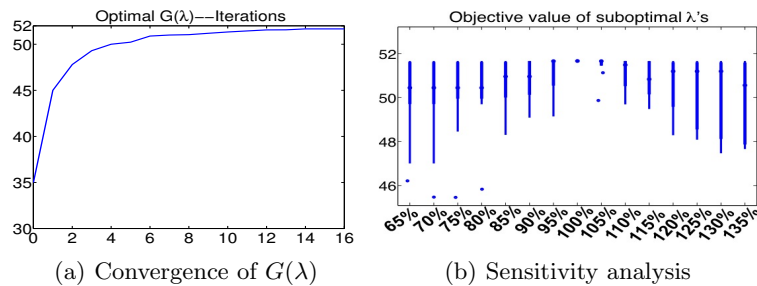 Optimal G(λ)--Iterations
52
50
45
40
35
30
0 2 4 6 8 10 12 14 16
(a) Convergence of G(λ)
Objective value of suboptimal λ's
52
50
48
46
65% 70% 75% 80% 85% 90% 95% 100% 105% 110% 115% 120% 125% 130% 135%
(b) Sensitivity analysis